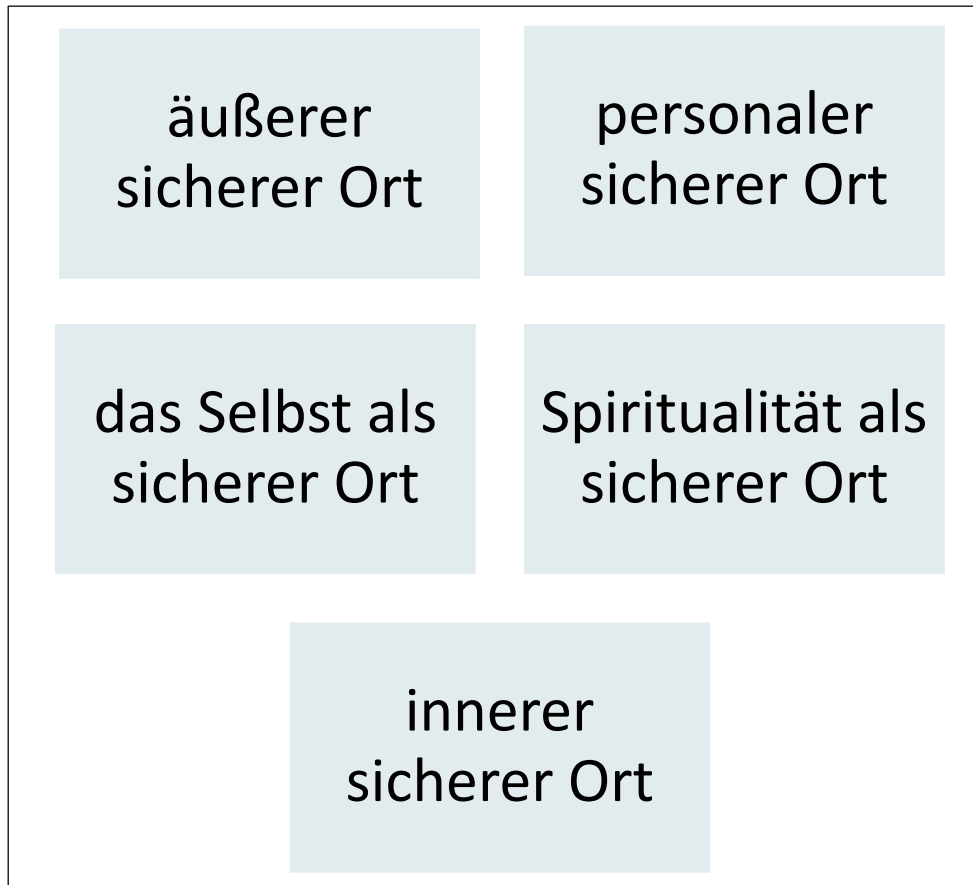 äußerer
sicherer Ort
personaler
sicherer Ort
das Selbst als
sicherer Ort
Spiritualität als
sicherer Ort
innerer
sicherer Ort